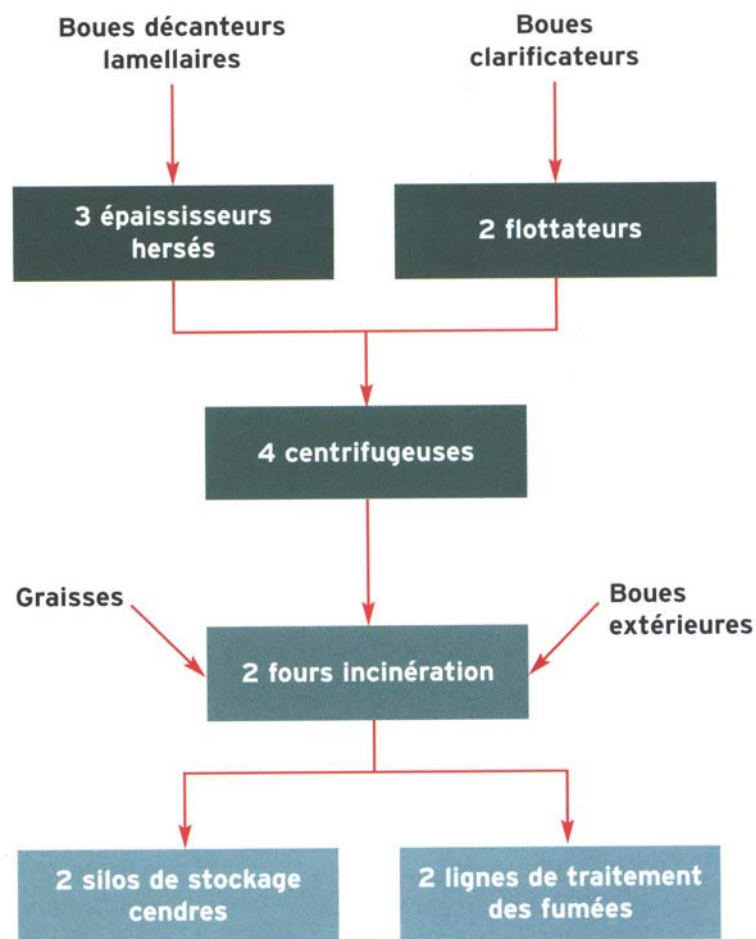 Boues décanteurs
lamellaires
Boues
clarificateurs
3 épaississeurs
hersés
2 flottateurs
4 centrifugeuses
Graisses
Boues
extérieures
2 fours incinération
2 silos de stockage
cendres
2 lignes de traitement
des fumées